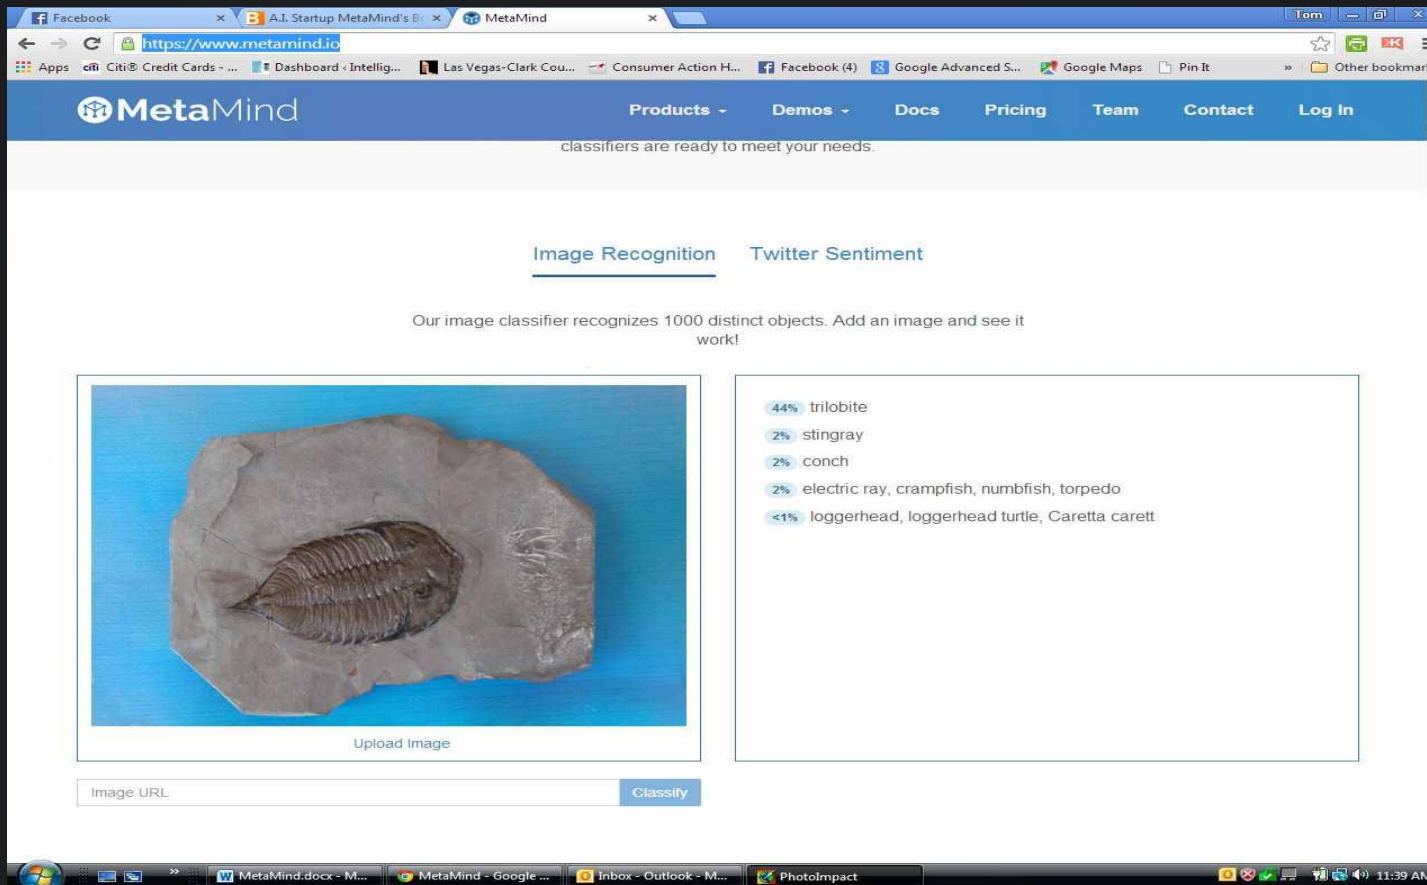 Facebook
A.I. Startup MetaMind's B
MetaMind
Tom
https://www.metamind.io
Apps
citi Citi® Credit Cards - ...
Dashboard ‹ Intellig...
Las Vegas-Clark Cou...
Consumer Action H...
Facebook (4)
Google Advanced S...
Google Maps
Pin It
»
Other bookmar
MetaMind
Products
Demos
Docs
Pricing
Team
Contact
Log In
classifiers are ready to meet your needs.
Image Recognition
Twitter Sentiment
Our image classifier recognizes 1000 distinct objects. Add an image and see it
work!
44% trilobite
2% stingray
2% conch
2% electric ray, crampfish, numbfish, torpedo
<1% loggerhead, loggerhead turtle, Caretta carett
Upload Image
Image URL
Classify
»
MetaMind.docx - M...
MetaMind - Google ...
Inbox - Outlook - M...
PhotoImpact
11:39 AM